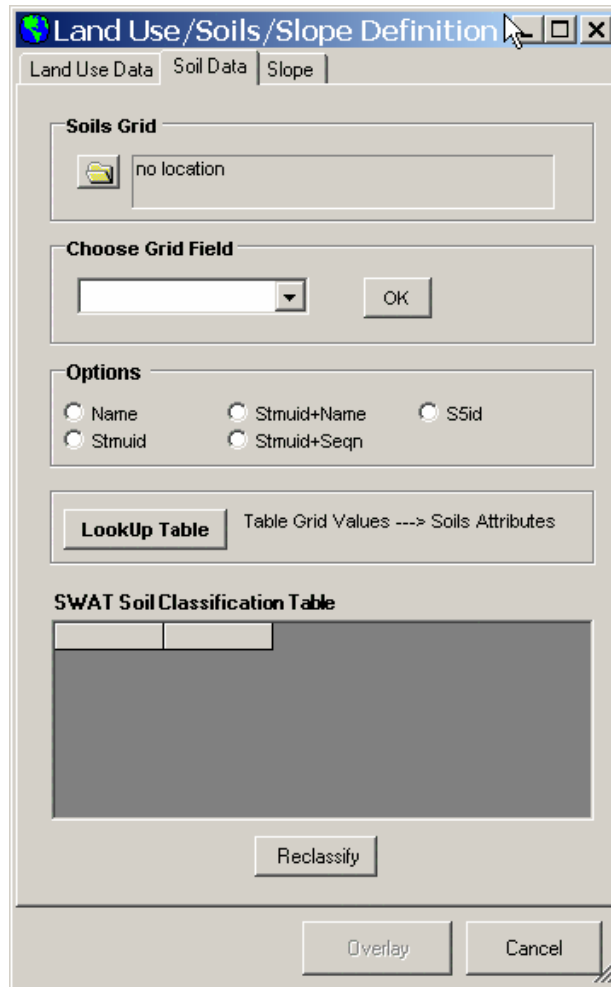 Land Use/Soils/Slope Definition
Land Use Data Soil Data Slope
Soils Grid
no location
Choose Grid Field
OK
Options
Name Stmuid+Name S5id
Stmuid Stmuid+Seqn
LookUp Table Table Grid Values ---> Soils Attributes
SWAT Soil Classification Table
Reclassify
Overlay Cancel